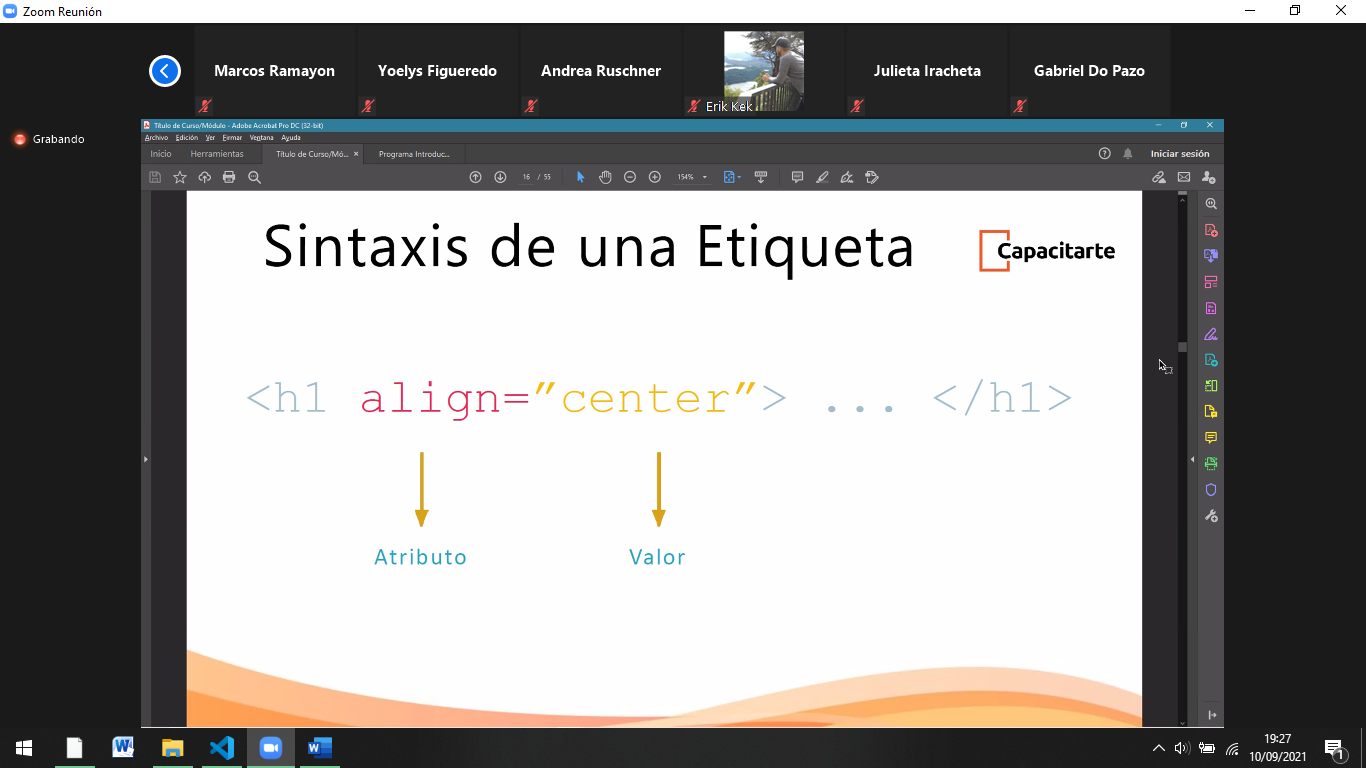 Zoom Reunión
Marcos Ramayon
Yoelys Figueredo
Andrea Ruschner
Erik Kek
Julieta Iracheta
Gabriel Do Pazo
Grabando
Título de Curso/Módulo - Adobe Acrobat Pro DC (32-bit)
Archivo Edición Ver Firmar Ventana Ayuda
Inicio Herramientas Título de Curso/Mó... × Programa Introduc... Iniciar sesión
16 / 55 154%
Sintaxis de una Etiqueta
Capacitarte
<h1 align=”center”> ... </h1>
Atributo Valor
19:27
10/09/2021
1